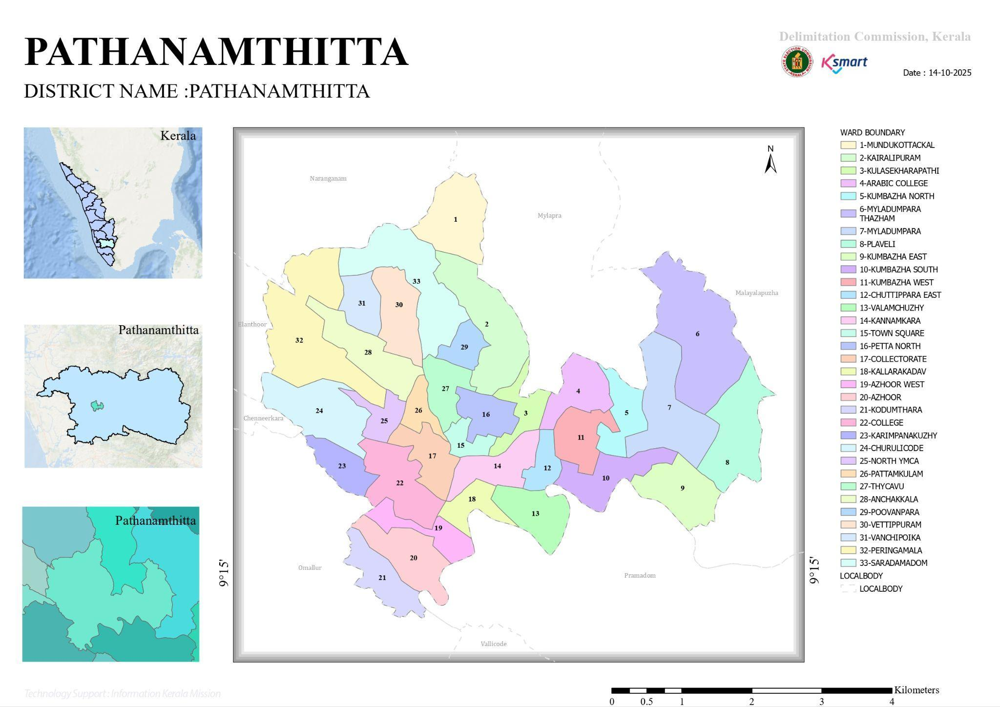 PATHANAMTHITTA
DISTRICT NAME :PATHANAMTHITTA
Delimitation Commission, Kerala
STATE ELECTION COMMISSION
KERALA
Ksmart
Date : 14-10-2025
Kerala
Pathanamthitta
Pathanamthitta
N
Naranganam
Mylapra
Malayalapuzha
Elanthoor
Chenneerkara
Omallur
Pramadom
Vallicode
1
33
31
30
2
6
32
28
29
27
4
7
24
25
26
16
3
5
11
15
17
23
22
14
12
10
8
9
18
13
19
20
21
9°15'
9°15'
WARD BOUNDARY
1-MUNDUKOTTACKAL
2-KAIRALIPURAM
3-KULASEKHARAPATHI
4-ARABIC COLLEGE
5-KUMBAZHA NORTH
6-MYLADUMPARA
THAZHAM
7-MYLADUMPARA
8-PLAVELI
9-KUMBAZHA EAST
10-KUMBAZHA SOUTH
11-KUMBAZHA WEST
12-CHUTTIPPARA EAST
13-VALAMCHUZHY
14-KANNAMKARA
15-TOWN SQUARE
16-PETTA NORTH
17-COLLECTORATE
18-KALLARAKADAV
19-AZHOOR WEST
20-AZHOOR
21-KODUMTHARA
22-COLLEGE
23-KARIMPANAKUZHY
24-CHURULICODE
25-NORTH YMCA
26-PATTAMKULAM
27-THYCAVU
28-ANCHAKKALA
29-POOVANPARA
30-VETTIPPURAM
31-VANCHIPOIKA
32-PERINGAMALA
33-SARADAMADOM
LOCALBODY
LOCALBODY
Technology Support : Information Kerala Mission
Kilometers
0 0.5 1 2 3 4